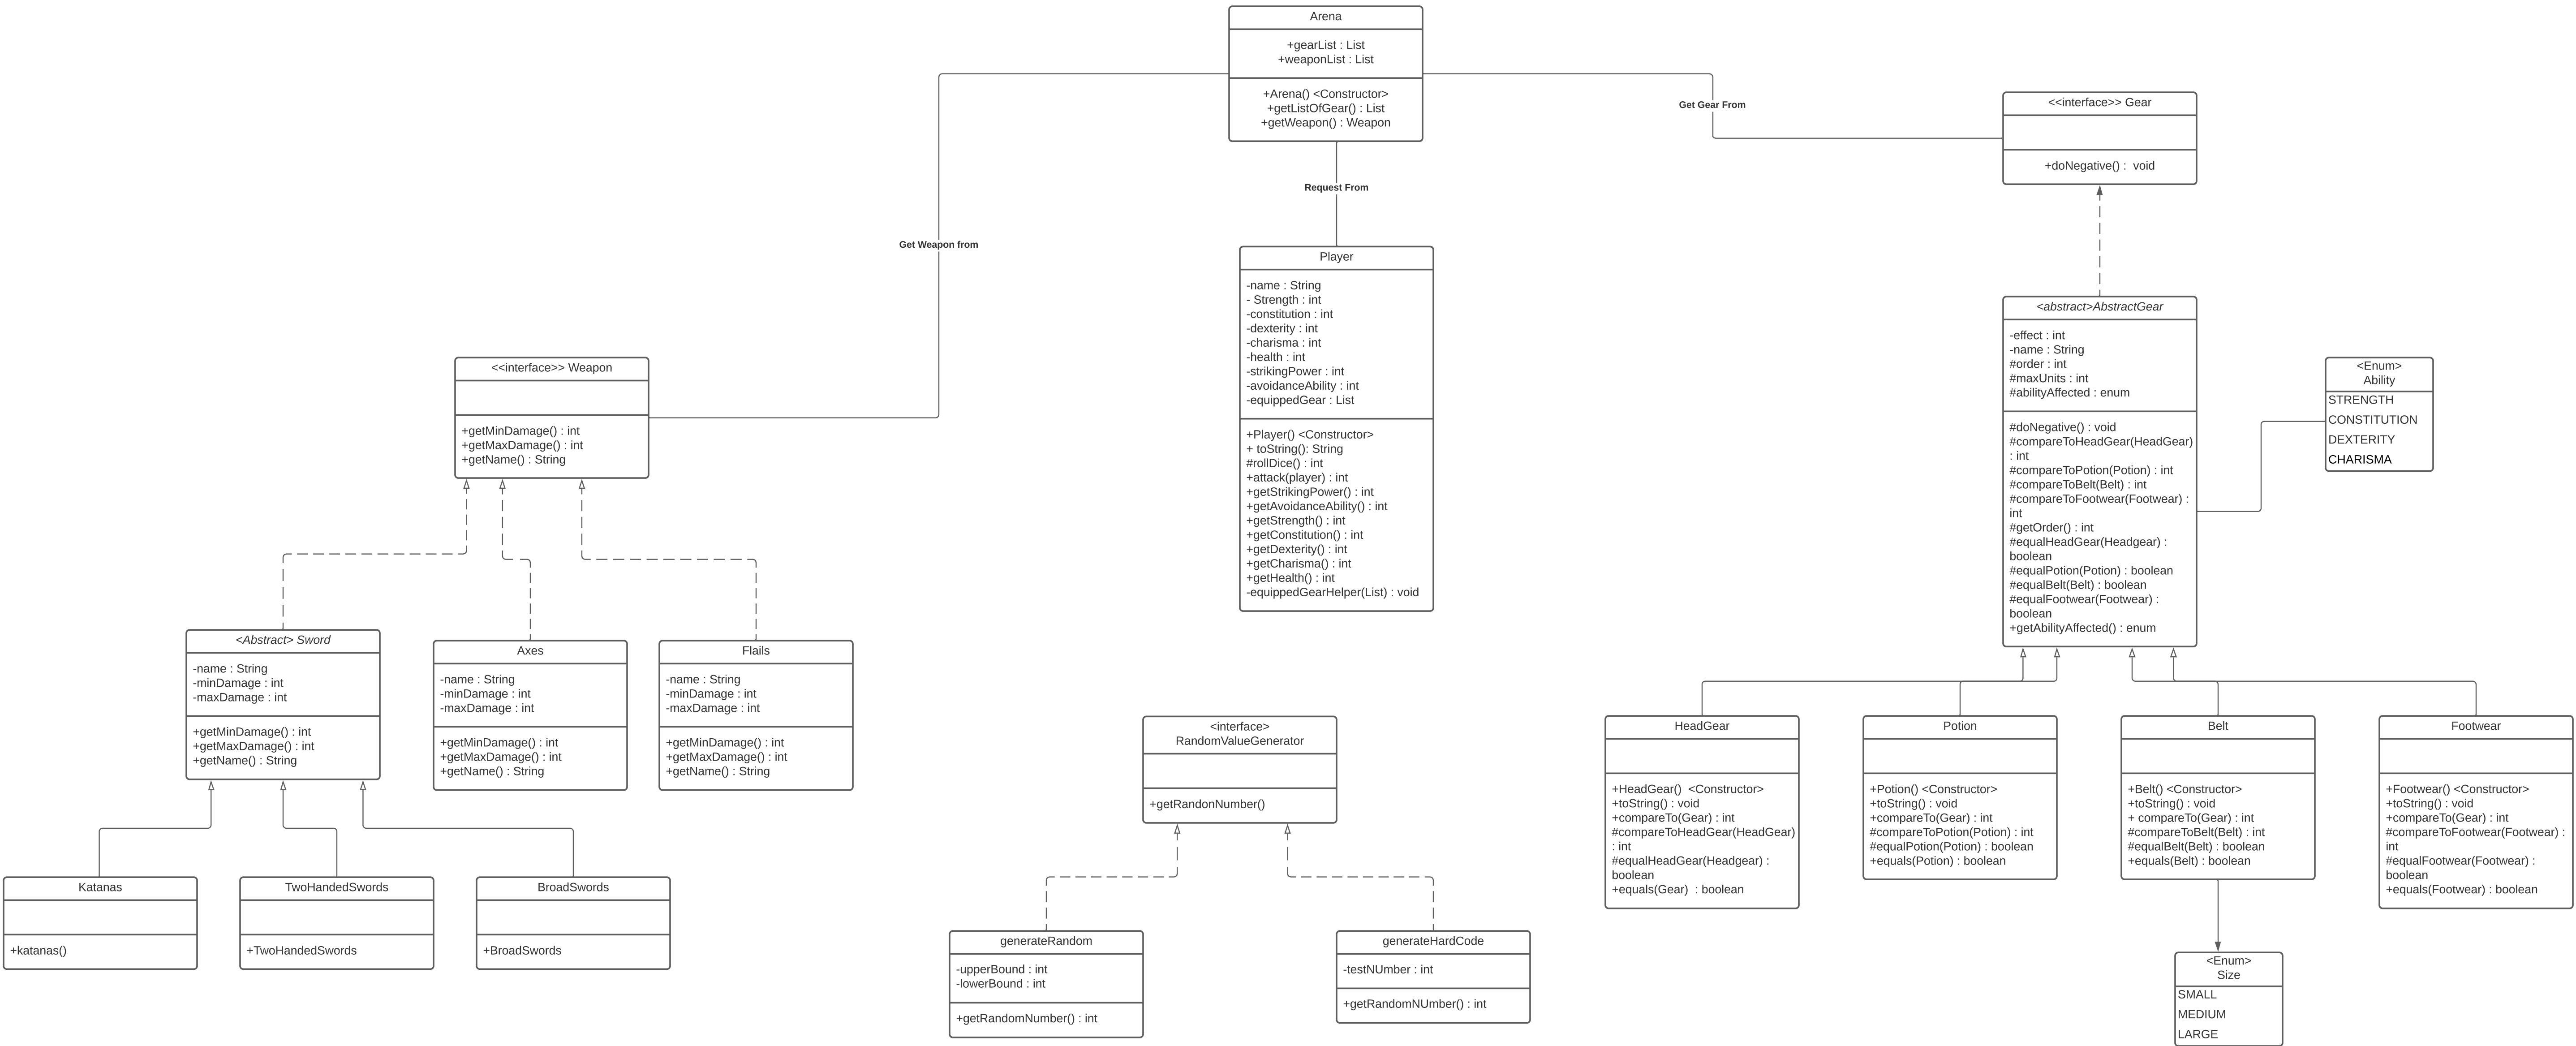 Arena
+gearList : List
+weaponList : List
+Arena() <Constructor>
+getListOfGear() : List
+getWeapon() : Weapon
Get Gear From
<<interface>> Gear
+doNegative() :  void
Request From
Get Weapon from
Player
-name : String
- Strength : int
-constitution : int
-dexterity : int
-charisma : int
-health : int
-strikingPower : int
-avoidanceAbility : int
-equippedGear : List
+Player() <Constructor>
+ toString(): String
#rollDice() : int
+attack(player) : int
+getStrikingPower() : int
+getAvoidanceAbility() : int
+getStrength() : int
+getConstitution() : int
+getDexterity() : int
+getCharisma() : int
+getHealth() : int
-equippedGearHelper(List) : void
<abstract>AbstractGear
-effect : int
-name : String
#order : int
#maxUnits : int
#abilityAffected : enum
#doNegative() : void
#compareToHeadGear(HeadGear)
: int
#compareToPotion(Potion) : int
#compareToBelt(Belt) : int
#compareToFootwear(Footwear) :
int
#getOrder() : int
#equalHeadGear(Headgear) :
boolean
#equalPotion(Potion) : boolean
#equalBelt(Belt) : boolean
#equalFootwear(Footwear) :
boolean
+getAbilityAffected() : enum
<Enum>
Ability
STRENGTH
CONSTITUTION
DEXTERITY
CHARISMA
<<interface>> Weapon
+getMinDamage() : int
+getMaxDamage() : int
+getName() : String
<Abstract> Sword
-name : String
-minDamage : int
-maxDamage : int
+getMinDamage() : int
+getMaxDamage() : int
+getName() : String
Axes
-name : String
-minDamage : int
-maxDamage : int
+getMinDamage() : int
+getMaxDamage() : int
+getName() : String
Flails
-name : String
-minDamage : int
-maxDamage : int
+getMinDamage() : int
+getMaxDamage() : int
+getName() : String
<interface>
RandomValueGenerator
+getRandonNumber()
HeadGear
+HeadGear()  <Constructor>
+toString() : void
+compareTo(Gear) : int
#compareToHeadGear(HeadGear)
: int
#equalHeadGear(Headgear) :
boolean
+equals(Gear)  : boolean
Potion
+Potion() <Constructor>
+toString() : void
+compareTo(Gear) : int
#compareToPotion(Potion) : int
#equalPotion(Potion) : boolean
+equals(Potion) : boolean
Belt
+Belt() <Constructor>
+toString() : void
+ compareTo(Gear) : int
#compareToBelt(Belt) : int
#equalBelt(Belt) : boolean
+equals(Belt) : boolean
Footwear
+Footwear() <Constructor>
+toString() : void
+compareTo(Gear) : int
#compareToFootwear(Footwear) :
int
#equalFootwear(Footwear) :
boolean
+equals(Footwear) : boolean
Katanas
+katanas()
TwoHandedSwords
+TwoHandedSwords
BroadSwords
+BroadSwords
generateRandom
-upperBound : int
-lowerBound : int
+getRandomNumber() : int
generateHardCode
-testNUmber : int
+getRandomNUmber() : int
<Enum>
Size
SMALL
MEDIUM
LARGE